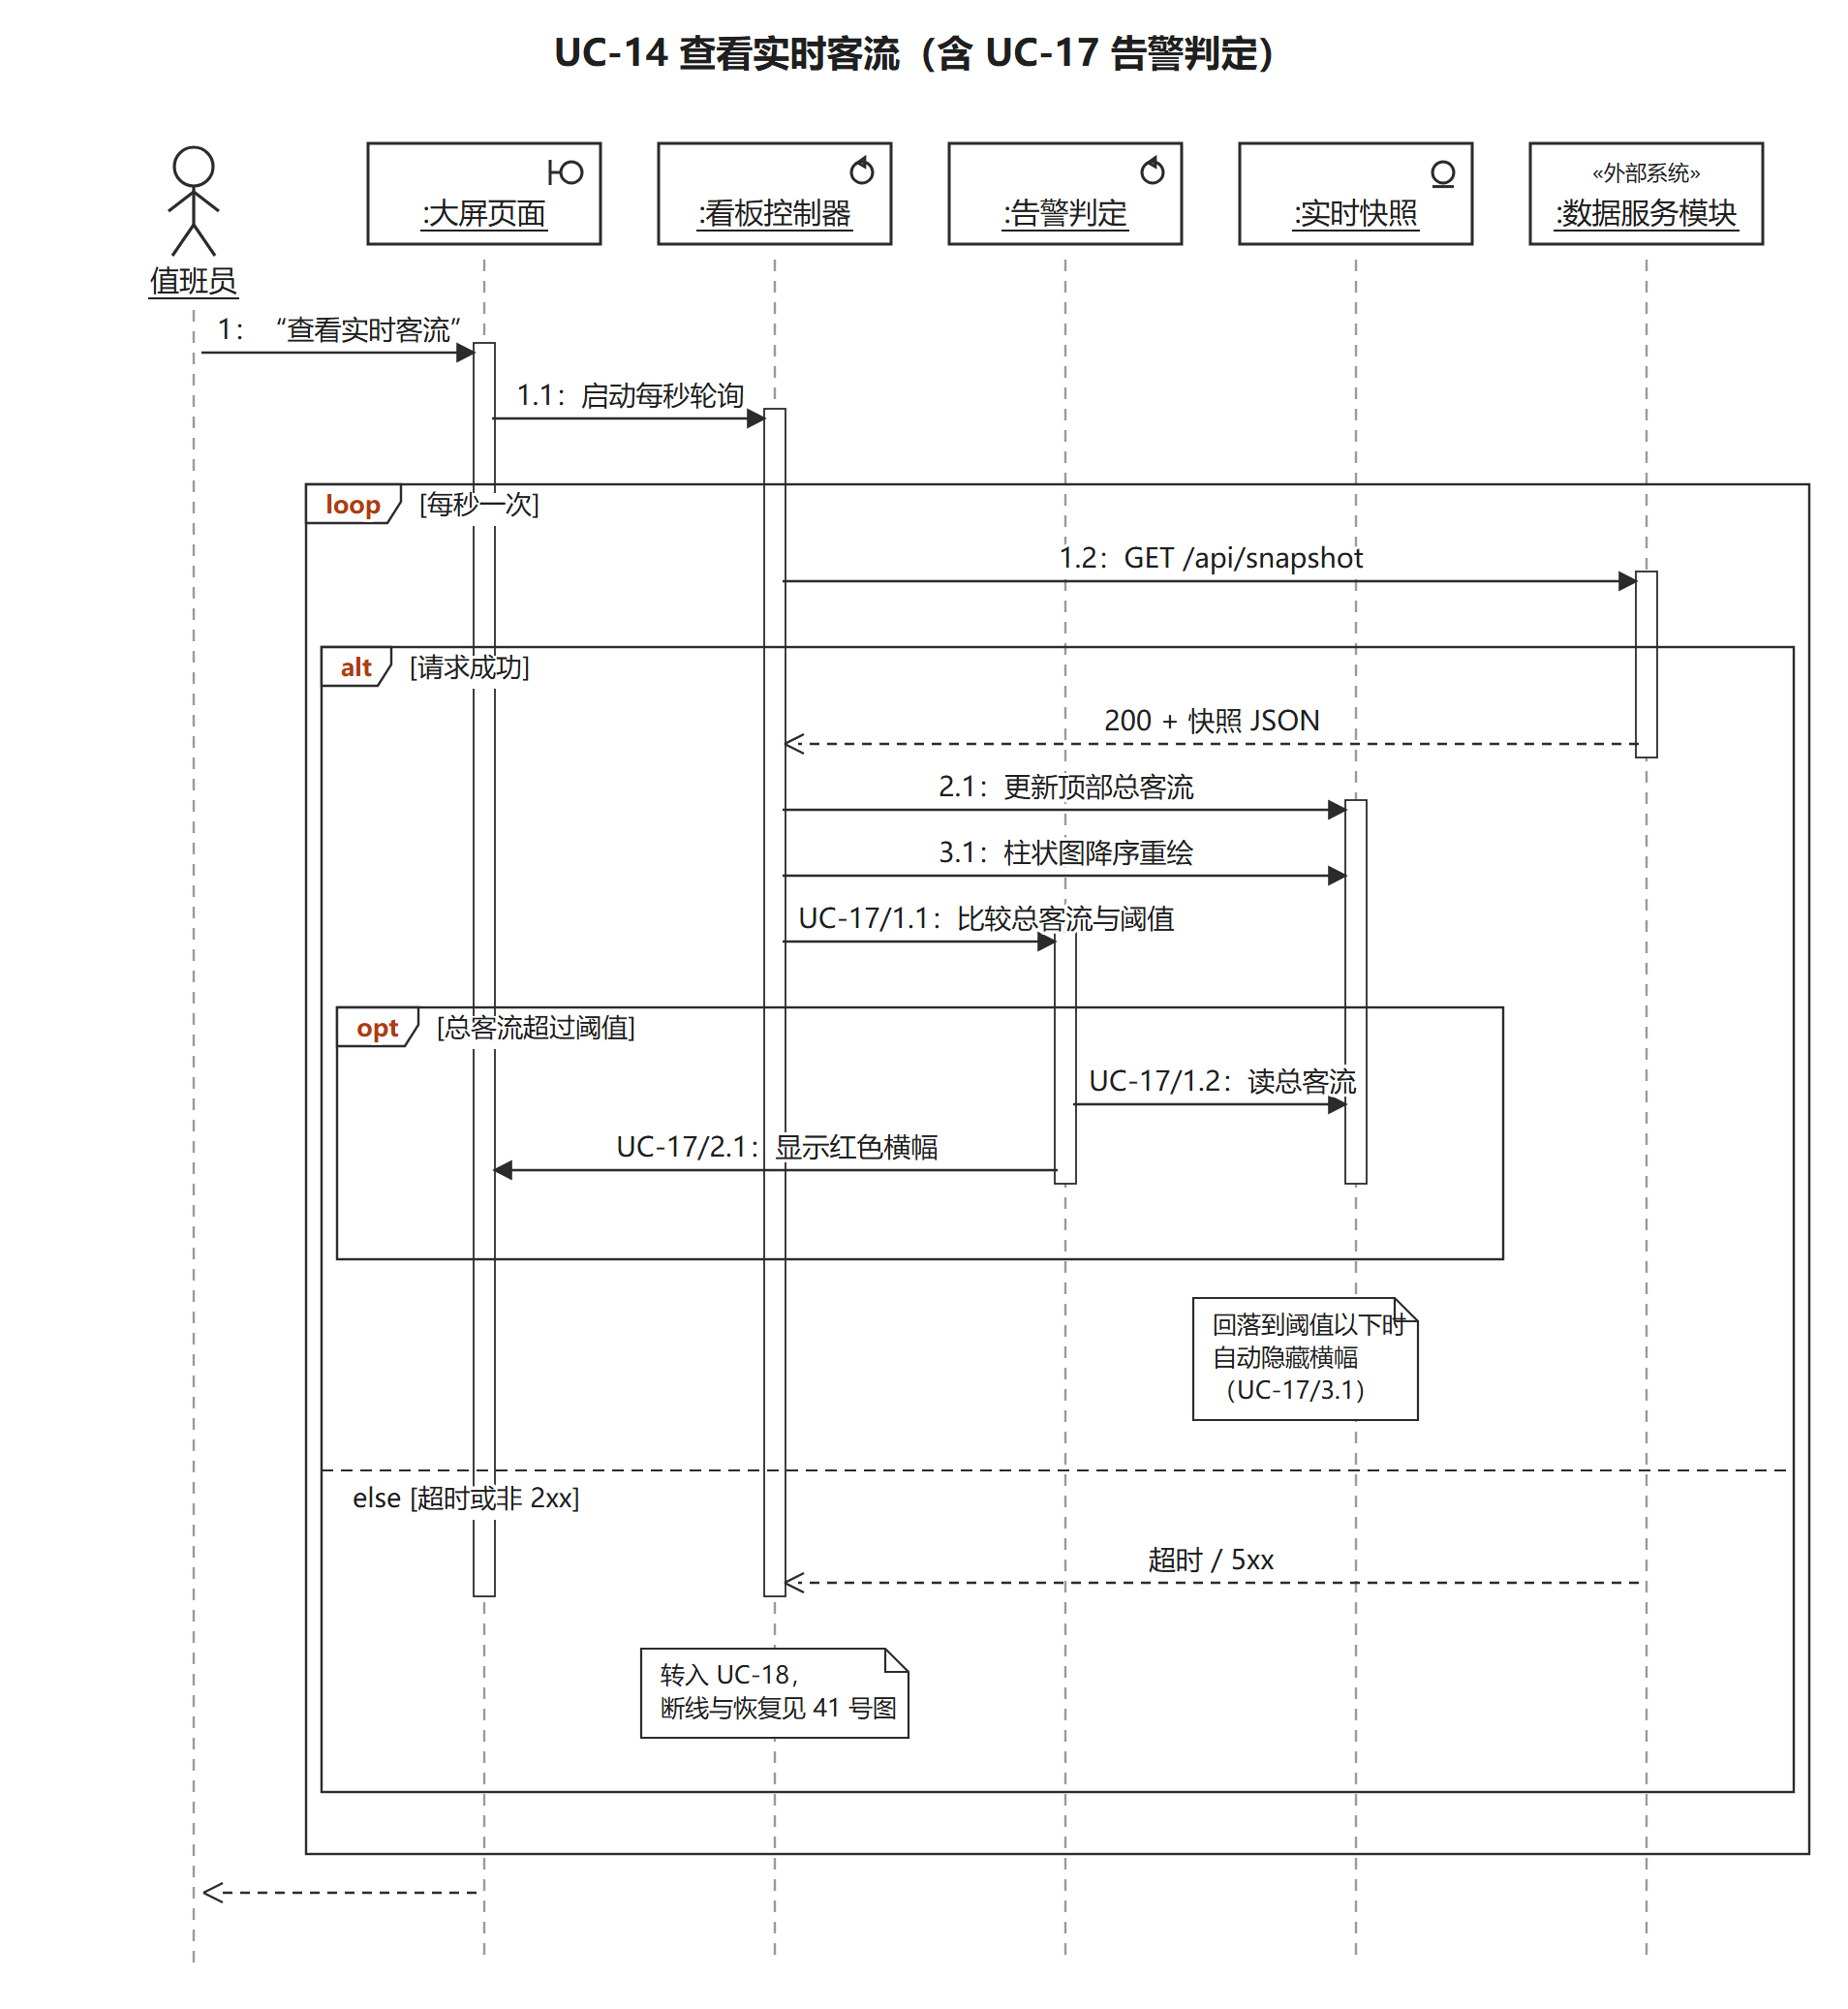 UC-14 查看实时客流（含 UC-17 告警判定）
:大屏页面
:看板控制器
:告警判定
:实时快照
«外部系统»
:数据服务模块
值班员
1：“查看实时客流”
1.1：启动每秒轮询
loop [每秒一次]
1.2：GET /api/snapshot
alt [请求成功]
200 + 快照 JSON
2.1：更新顶部总客流
3.1：柱状图降序重绘
UC-17/1.1：比较总客流与阈值
opt [总客流超过阈值]
UC-17/1.2：读总客流
UC-17/2.1：显示红色横幅
回落到阈值以下时
自动隐藏横幅
（UC-17/3.1）
else [超时或非 2xx]
超时 / 5xx
转入 UC-18，
断线与恢复见 41 号图